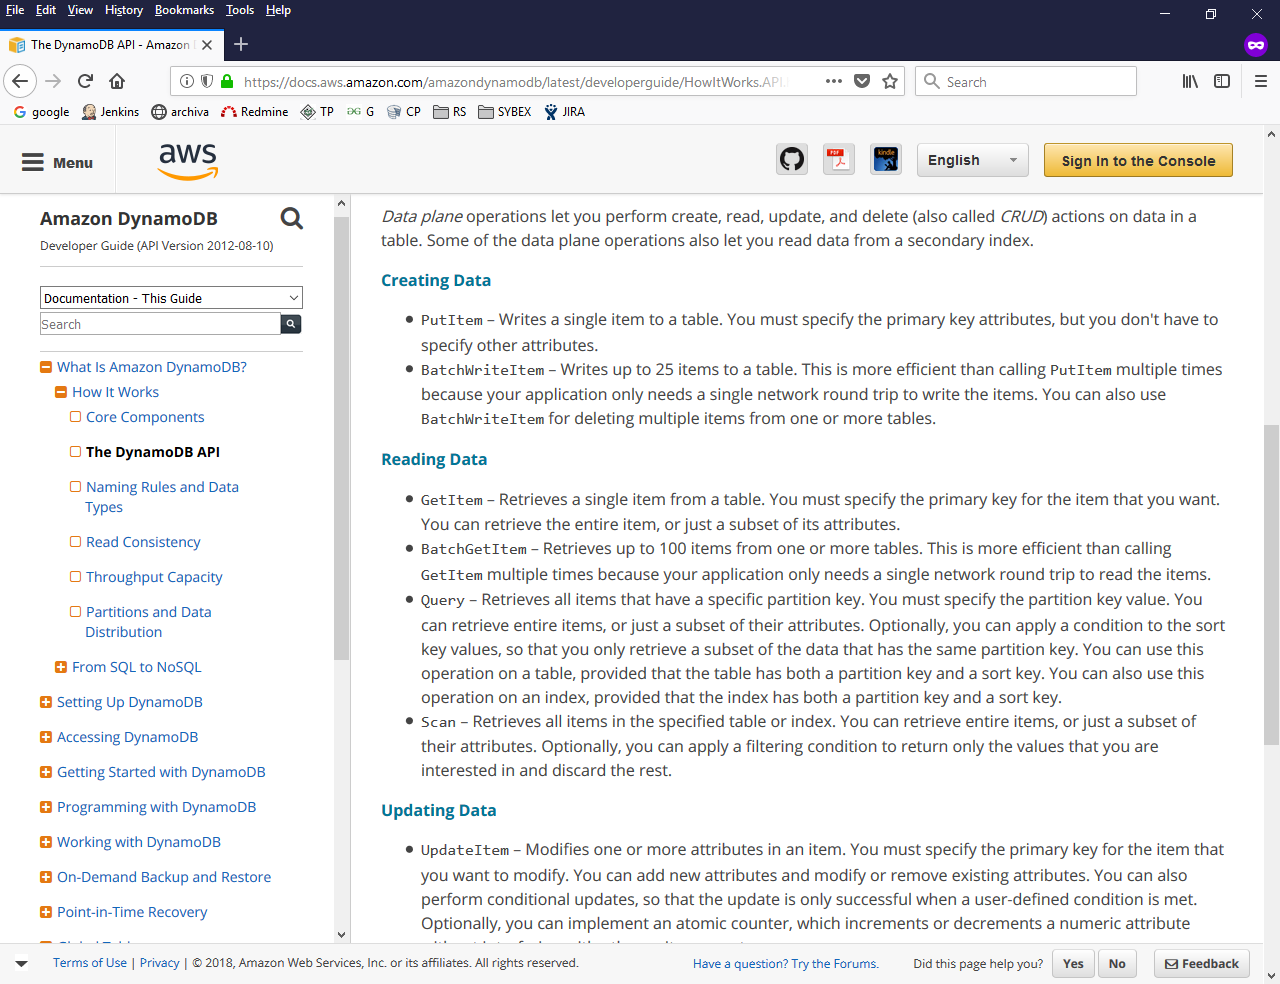 File Edit View History Bookmarks Tools Help
The DynamoDB API - Amazon
https://docs.aws.amazon.com/amazondynamodb/latest/developerguide/HowItWorks.API
Search
google Jenkins archiva Redmine TP G CP RS SYBEX JIRA
Menu
aws
PDF
kindle
English
Sign In to the Console
Amazon DynamoDB
Developer Guide (API Version 2012-08-10)
Documentation - This Guide
Search
What Is Amazon DynamoDB?
How It Works
Core Components
The DynamoDB API
Naming Rules and Data
Types
Read Consistency
Throughput Capacity
Partitions and Data
Distribution
From SQL to NoSQL
Setting Up DynamoDB
Accessing DynamoDB
Getting Started with DynamoDB
Programming with DynamoDB
Working with DynamoDB
On-Demand Backup and Restore
Point-in-Time Recovery
Data plane operations let you perform create, read, update, and delete (also called CRUD) actions on data in a
table. Some of the data plane operations also let you read data from a secondary index.
Creating Data
PutItem – Writes a single item to a table. You must specify the primary key attributes, but you don't have to
specify other attributes.
BatchWriteItem – Writes up to 25 items to a table. This is more efficient than calling PutItem multiple times
because your application only needs a single network round trip to write the items. You can also use
BatchWriteItem for deleting multiple items from one or more tables.
Reading Data
GetItem – Retrieves a single item from a table. You must specify the primary key for the item that you want.
You can retrieve the entire item, or just a subset of its attributes.
BatchGetItem – Retrieves up to 100 items from one or more tables. This is more efficient than calling
GetItem multiple times because your application only needs a single network round trip to read the items.
Query – Retrieves all items that have a specific partition key. You must specify the partition key value. You
can retrieve entire items, or just a subset of their attributes. Optionally, you can apply a condition to the sort
key values, so that you only retrieve a subset of the data that has the same partition key. You can use this
operation on a table, provided that the table has both a partition key and a sort key. You can also use this
operation on an index, provided that the index has both a partition key and a sort key.
Scan – Retrieves all items in the specified table or index. You can retrieve entire items, or just a subset of
their attributes. Optionally, you can apply a filtering condition to return only the values that you are
interested in and discard the rest.
Updating Data
UpdateItem – Modifies one or more attributes in an item. You must specify the primary key for the item that
you want to modify. You can add new attributes and modify or remove existing attributes. You can also
perform conditional updates, so that the update is only successful when a user-defined condition is met.
Optionally, you can implement an atomic counter, which increments or decrements a numeric attribute
Terms of Use | Privacy | © 2018, Amazon Web Services, Inc. or its affiliates. All rights reserved.
Have a question? Try the Forums.
Did this page help you? Yes No Feedback